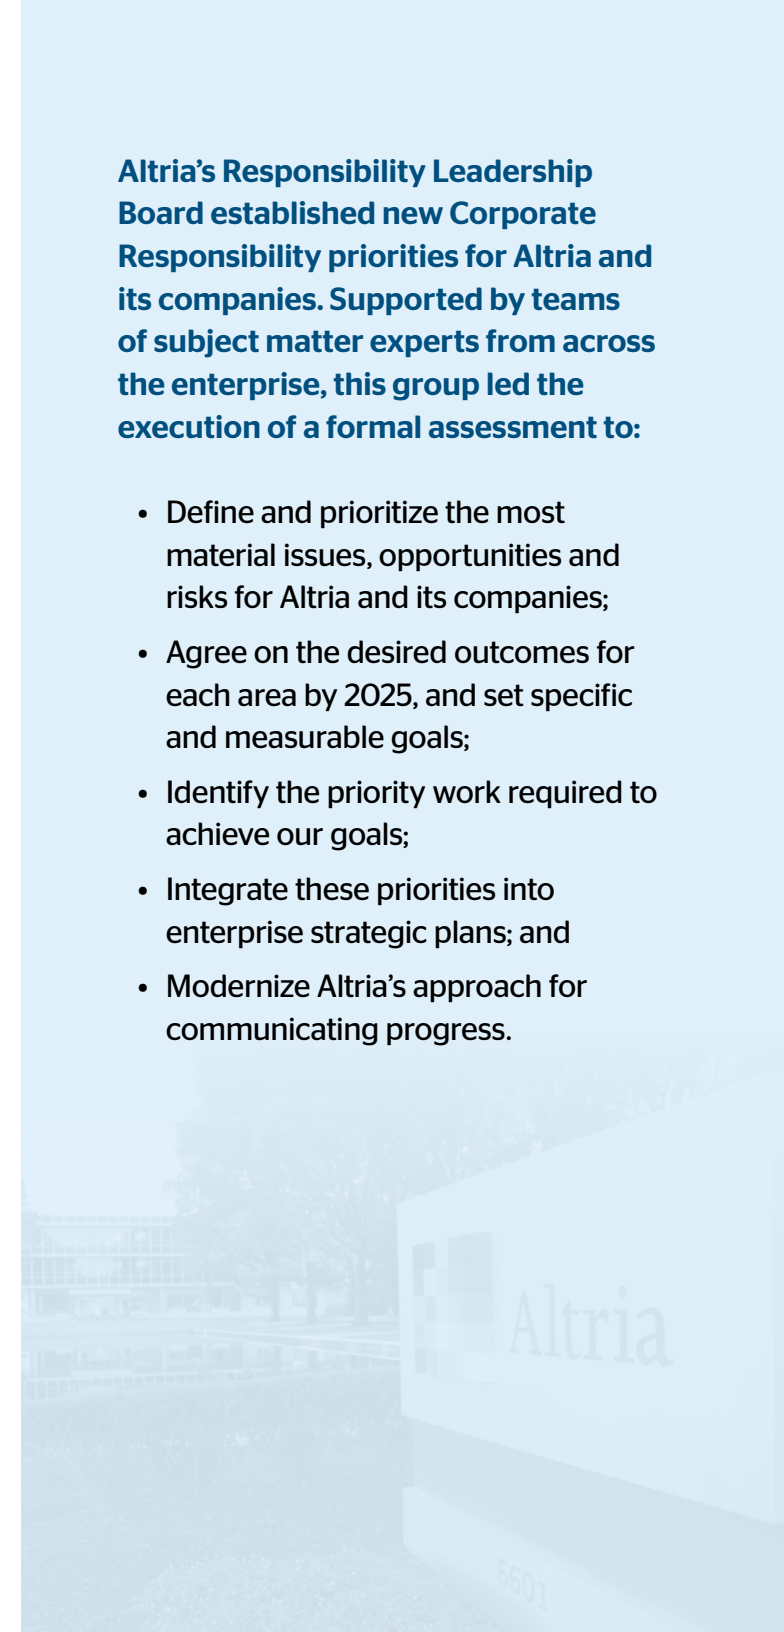 Altria’s Responsibility Leadership
Board established new Corporate
Responsibility priorities for Altria and
its companies. Supported by teams
of subject matter experts from across
the enterprise, this group led the
execution of a formal assessment to:
• Define and prioritize the most
material issues, opportunities and
risks for Altria and its companies;
• Agree on the desired outcomes for
each area by 2025, and set specific
and measurable goals;
• Identify the priority work required to
achieve our goals;
• Integrate these priorities into
enterprise strategic plans; and
• Modernize Altria’s approach for
communicating progress.
Altria
6601